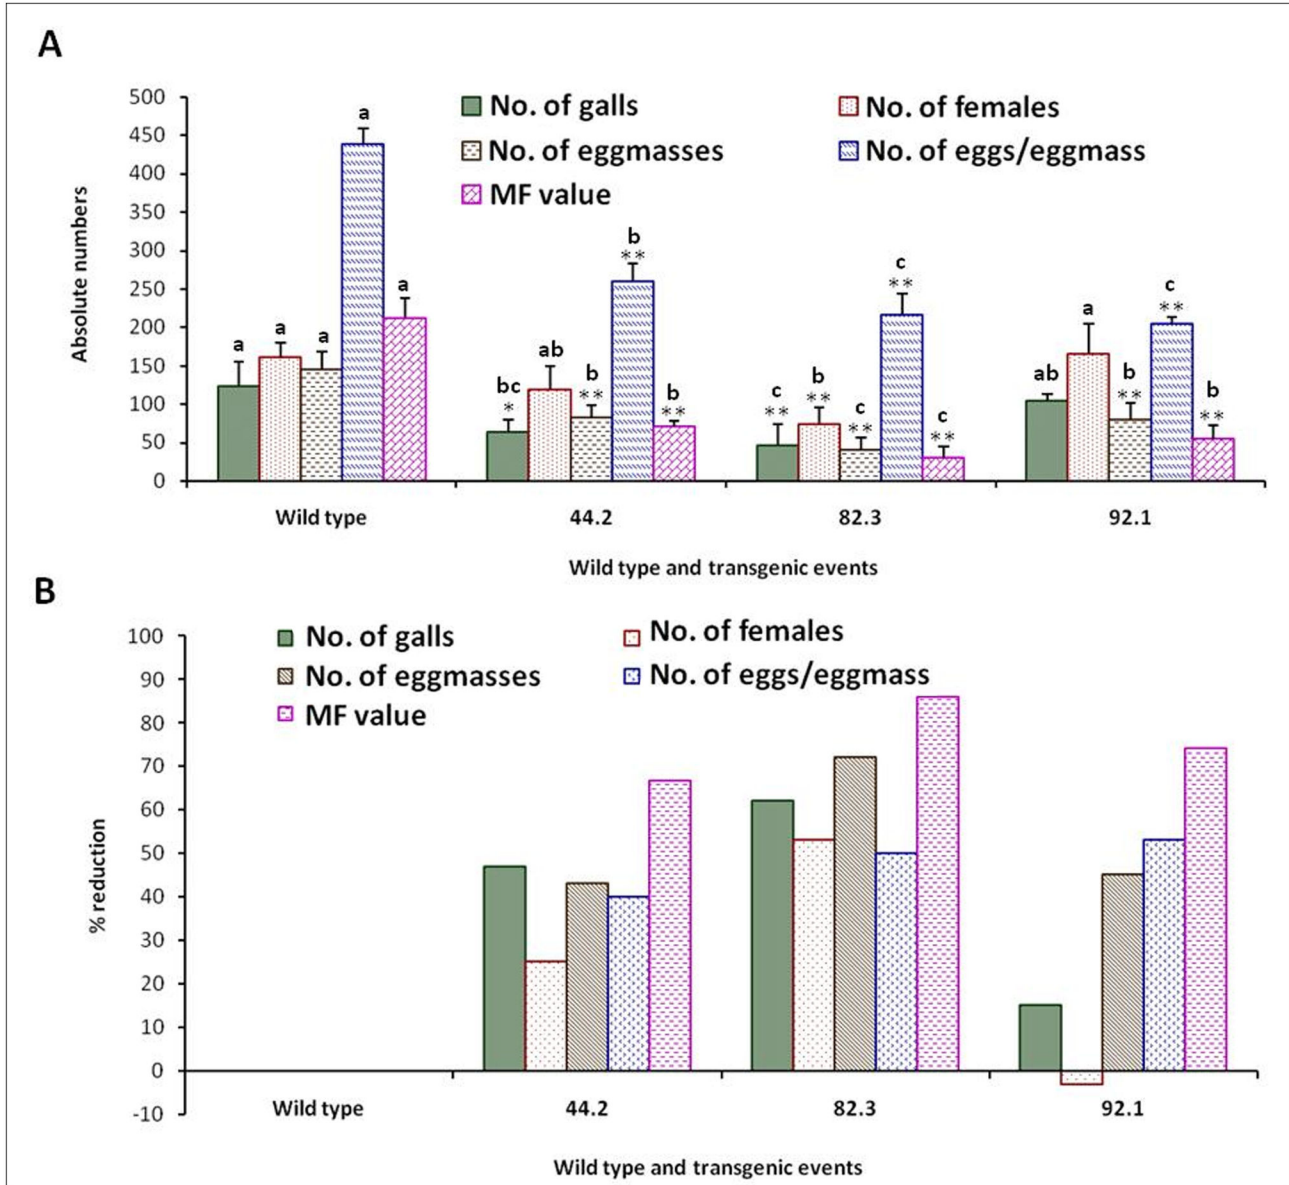 A
500
450
400
350
300
250
200
150
100
50
0
Absolute numbers
No. of galls
No. of females
No. of eggmasses
No. of eggs/eggmass
MF value
a
a
a
a
a
bc
*
ab
b
**
b
**
b
**
c
**
b
**
c
**
c
**
c
**
ab
a
b
**
c
**
b
**
Wild type
44.2
82.3
92.1
Wild type and transgenic events
B
100
90
80
70
60
50
40
30
20
10
0
-10
% reduction
No. of galls
No. of females
No. of eggmasses
No. of eggs/eggmass
MF value
Wild type
44.2
82.3
92.1
Wild type and transgenic events